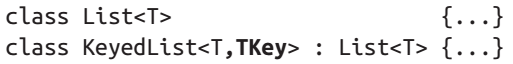 class List<T>                  {...}
class KeyedList<T,TKey> : List<T> {...}